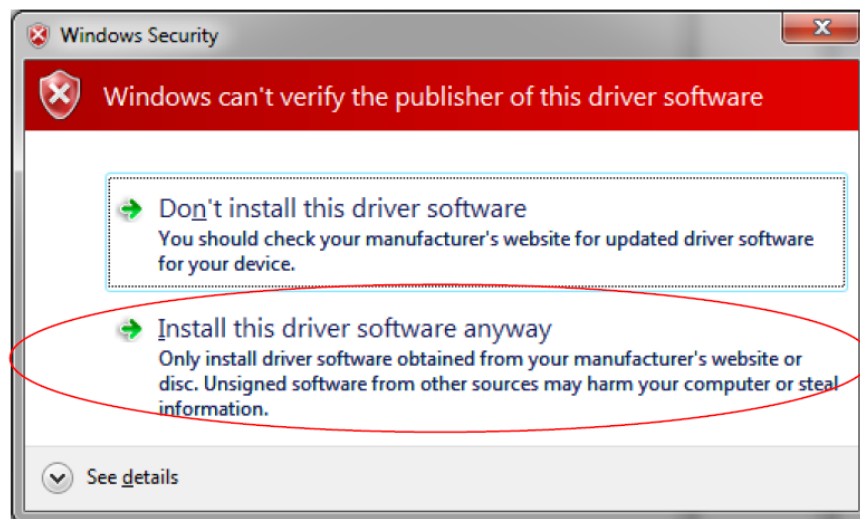 Windows Security
Windows can't verify the publisher of this driver software
Don't install this driver software
You should check your manufacturer's website for updated driver software
for your device.
Install this driver software anyway
Only install driver software obtained from your manufacturer's website or
disc. Unsigned software from other sources may harm your computer or steal
information.
See details